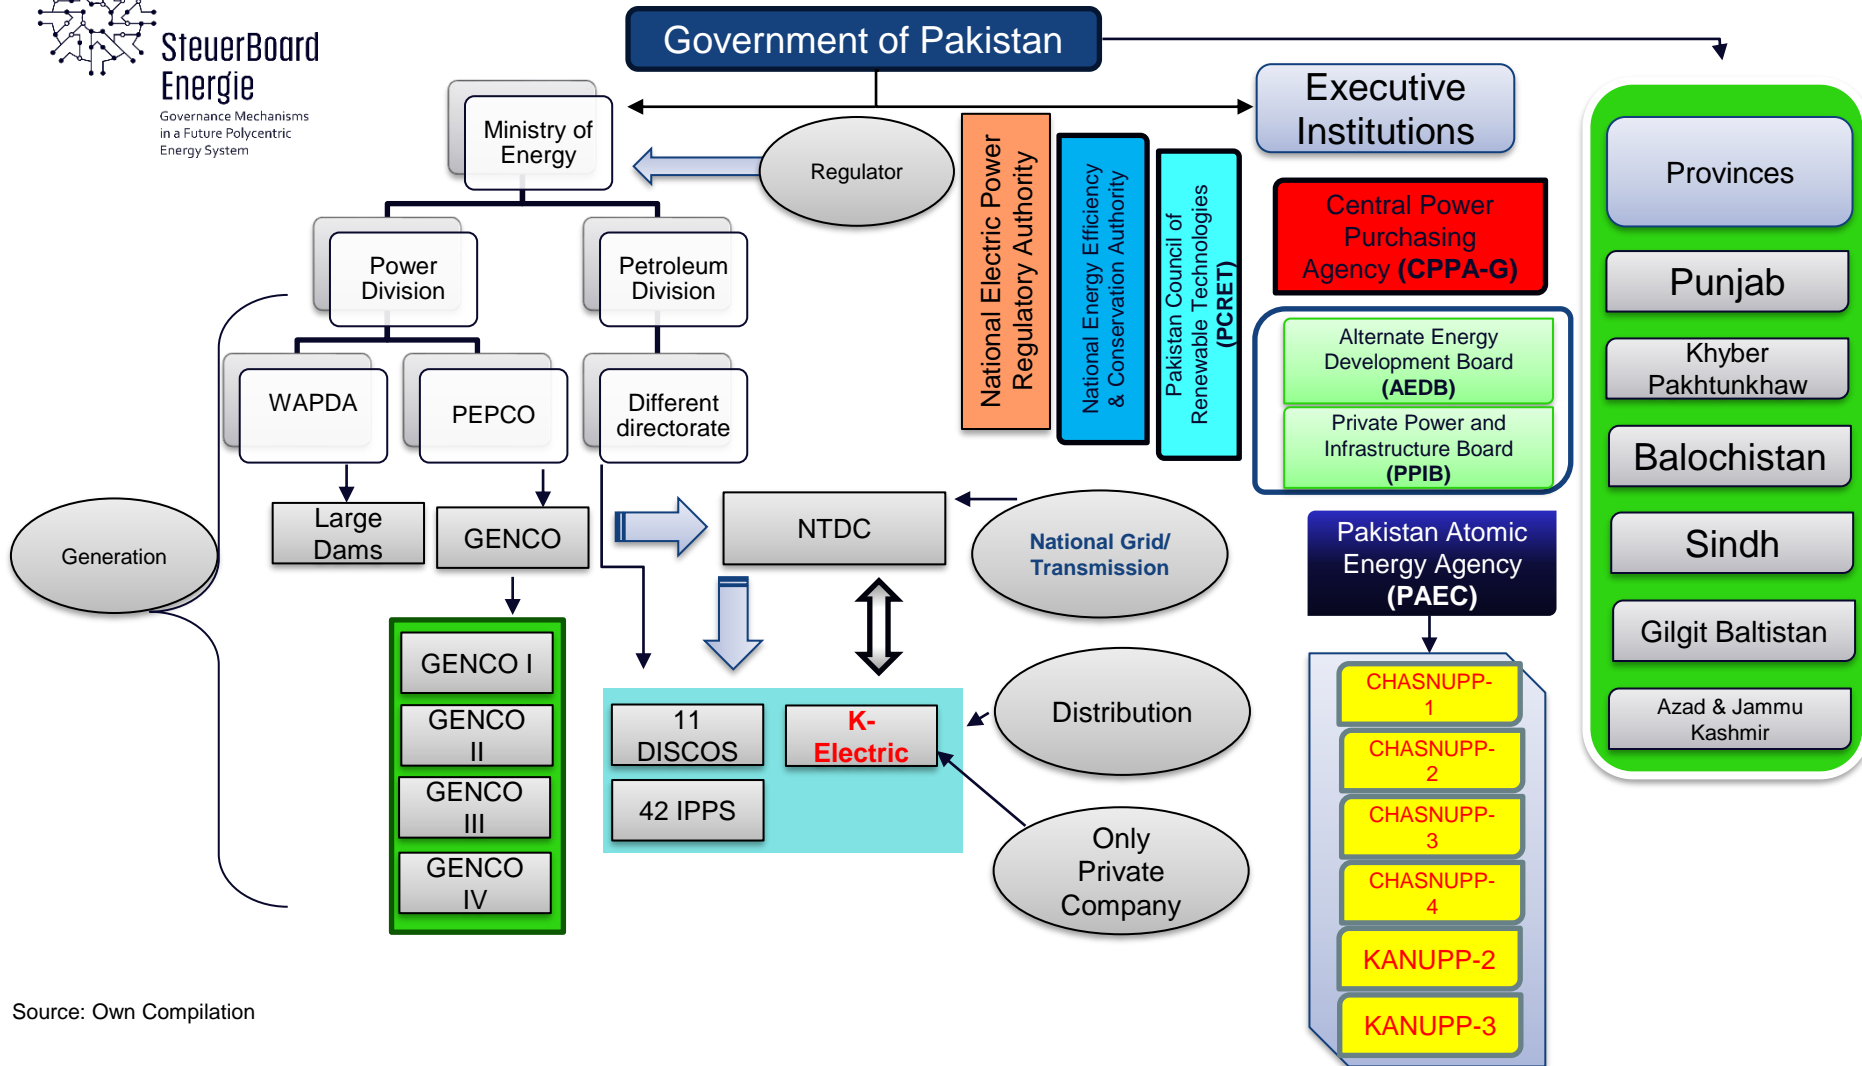 SteuerBoard
Energie
Governance Mechanisms
in a Future Polycentric
Energy System
Government of Pakistan
Ministry of
Energy
Regulator
Executive
Institutions
Provinces
Power
Division
Petroleum
Division
WAPDA
PEPCO
Different
directorate
National Electric Power
Regulatory Authority
National Energy Efficiency
& Conservation Authority
Pakistan Council of
Renewable Technologies
(PCRET)
Central Power
Purchasing
Agency (CPPA-G)
Alternate Energy
Development Board
(AEDB)
Private Power and
Infrastructure Board
(PPIB)
Punjab
Khyber
Pakhtunkhaw
Balochistan
Sindh
Gilgit Baltistan
Azad & Jammu
Kashmir
Generation
Large
Dams
GENCO
NTDC
National Grid/
Transmission
Pakistan Atomic
Energy Agency
(PAEC)
GENCO I
GENCO
II
GENCO
III
GENCO
IV
11
DISCOS
K-
Electric
42 IPPS
Distribution
Only
Private
Company
CHASNUPP-
1
CHASNUPP-
2
CHASNUPP-
3
CHASNUPP-
4
KANUPP-2
KANUPP-3
Source: Own Compilation